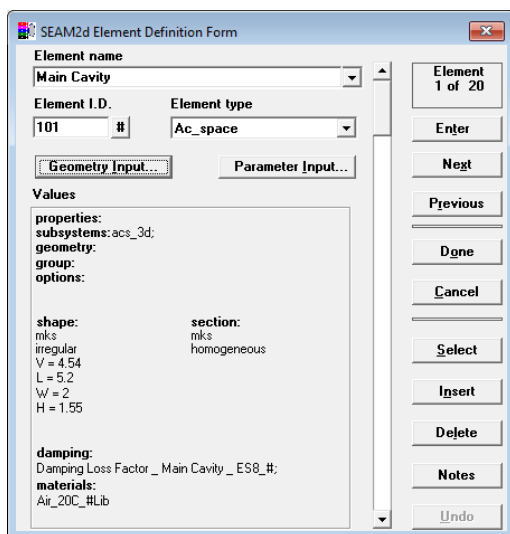 SEAM2d Element Definition Form
Element name
Main Cavity
Element I.D.
Element type
101
#
Ac_space
Geometry Input...
Parameter Input...
Values
properties:
subsystems:acs_3d;
geometry:
group:
options:
shape:
section:
mks
mks
irregular
homogeneous
V = 4.54
L = 5.2
W = 2
H = 1.55
damping:
Damping Loss Factor _ Main Cavity _ ES8_#;
materials:
Air_20C_#Lib
Element
1 of 20
Enter
Next
Previous
Done
Cancel
Select
Insert
Delete
Notes
Undo